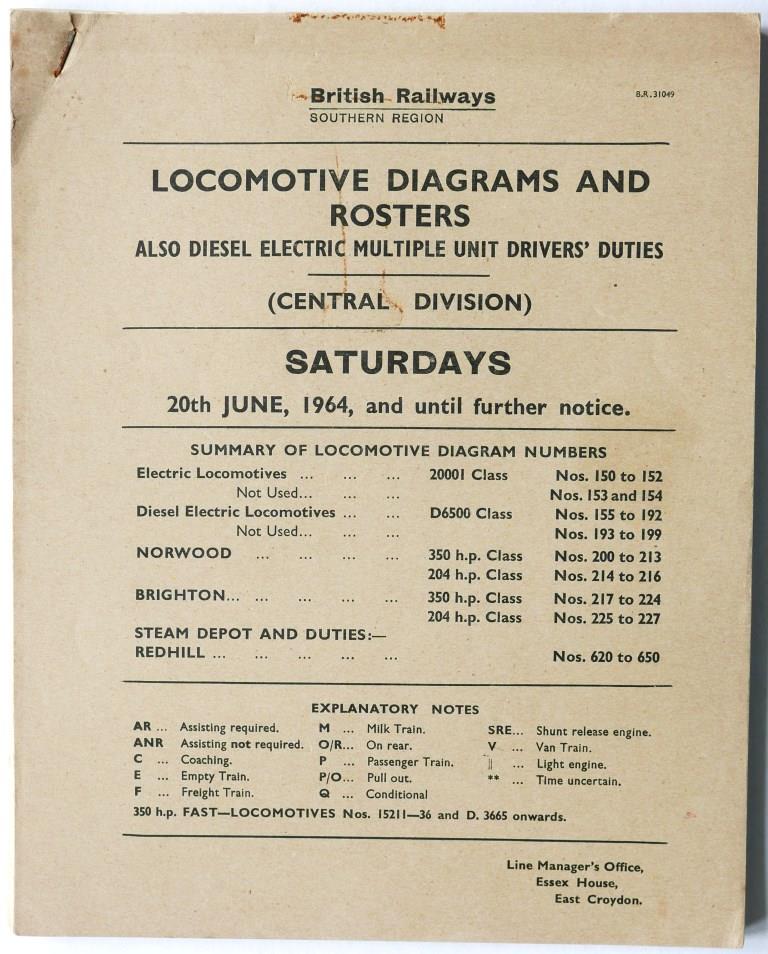 British Railways
SOUTHERN REGION
B.R.31049
LOCOMOTIVE DIAGRAMS AND
ROSTERS
ALSO DIESEL ELECTRIC MULTIPLE UNIT DRIVERS' DUTIES
(CENTRAL DIVISION)
SATURDAYS
20th JUNE, 1964, and until further notice.
SUMMARY OF LOCOMOTIVE DIAGRAM NUMBERS
Electric Locomotives ... ... ... 20001 Class Nos. 150 to 152
Not Used... ... ... Nos. 153 and 154
Diesel Electric Locomotives ... ... D6500 Class Nos. 155 to 192
Not Used... ... ... Nos. 193 to 199
NORWOOD ... ... ... ... 350 h.p. Class Nos. 200 to 213
204 h.p. Class Nos. 214 to 216
BRIGHTON... ... ... ... ... 350 h.p. Class Nos. 217 to 224
204 h.p. Class Nos. 225 to 227
STEAM DEPOT AND DUTIES:—
REDHILL ... ... ... ... ... Nos. 620 to 650
EXPLANATORY NOTES
AR ... Assisting required. M ... Milk Train. SRE... Shunt release engine.
ANR Assisting not required. O/R... On rear. V ... Van Train.
C ... Coaching. P ... Passenger Train. || ... Light engine.
E ... Empty Train. P/O... Pull out. ** ... Time uncertain.
F ... Freight Train. Q ... Conditional
350 h.p. FAST—LOCOMOTIVES Nos. 15211—36 and D. 3665 onwards.
Line Manager's Office,
Essex House,
East Croydon.